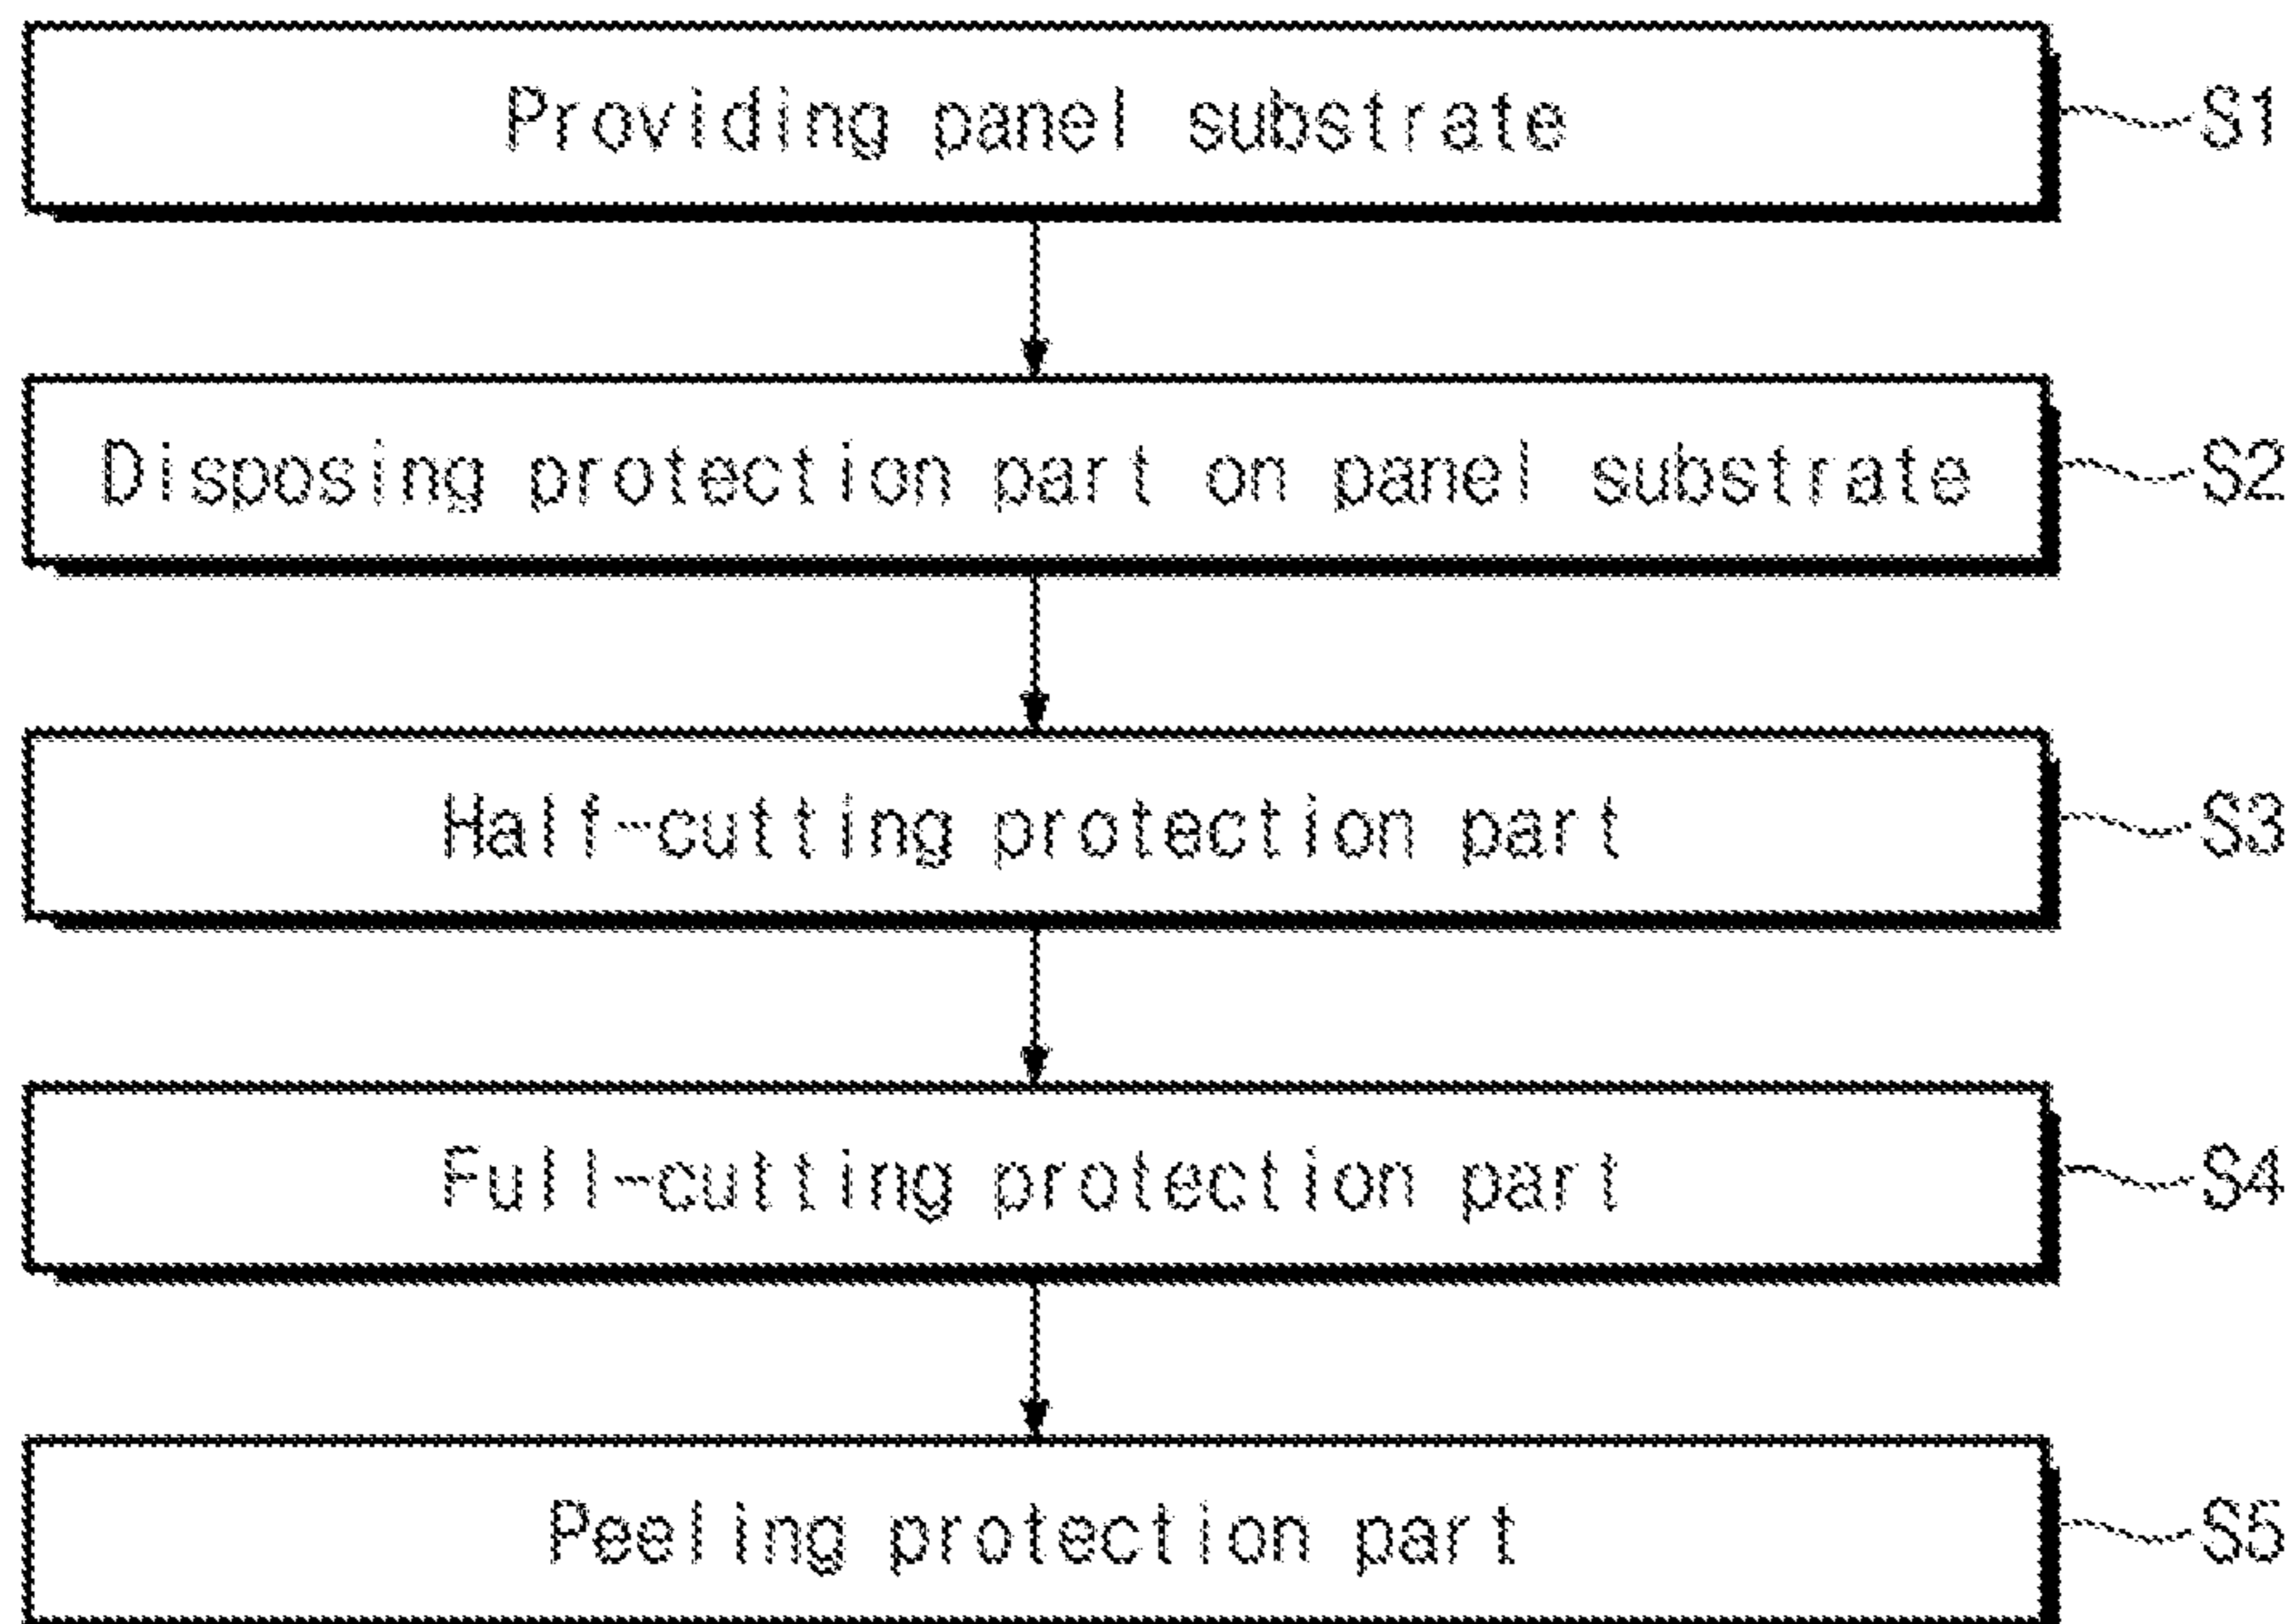 Providing panel substrate S1
Disposing protection part on panel substrate S2
Half-cutting protection part S3
Full-cutting protection part S4
Peeling protection part S5